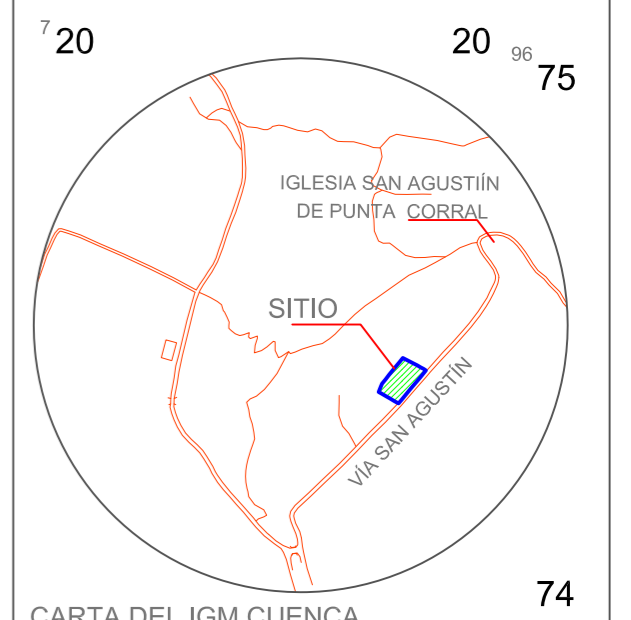 7 20 20 96 75
IGLESIA SAN AGUSTIÍN
DE PUNTA CORRAL
SITIO
VÍA SAN AGUSTÍN
74
CARTA DEL IGM CUENCA